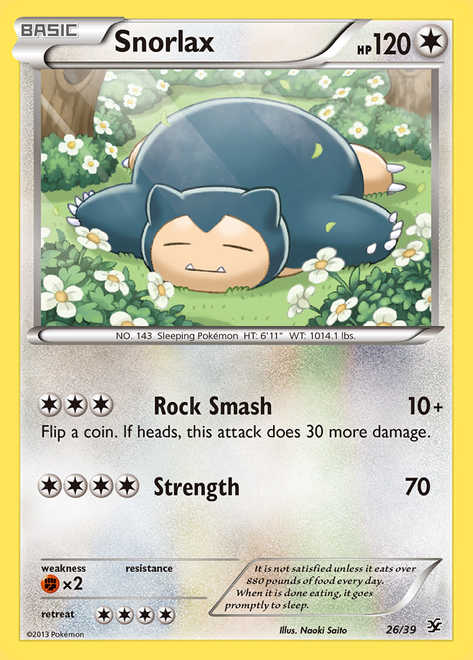 BASIC
Snorlax
HP120
NO. 143 Sleeping Pokémon HT: 6'11" WT: 1014.1 lbs.
Rock Smash 10+
Flip a coin. If heads, this attack does 30 more damage.
Strength 70
weakness resistance
×2
retreat
It is not satisfied unless it eats over
880 pounds of food every day.
When it is done eating, it goes
promptly to sleep.
©2013 Pokémon Illus. Naoki Saito 26/39